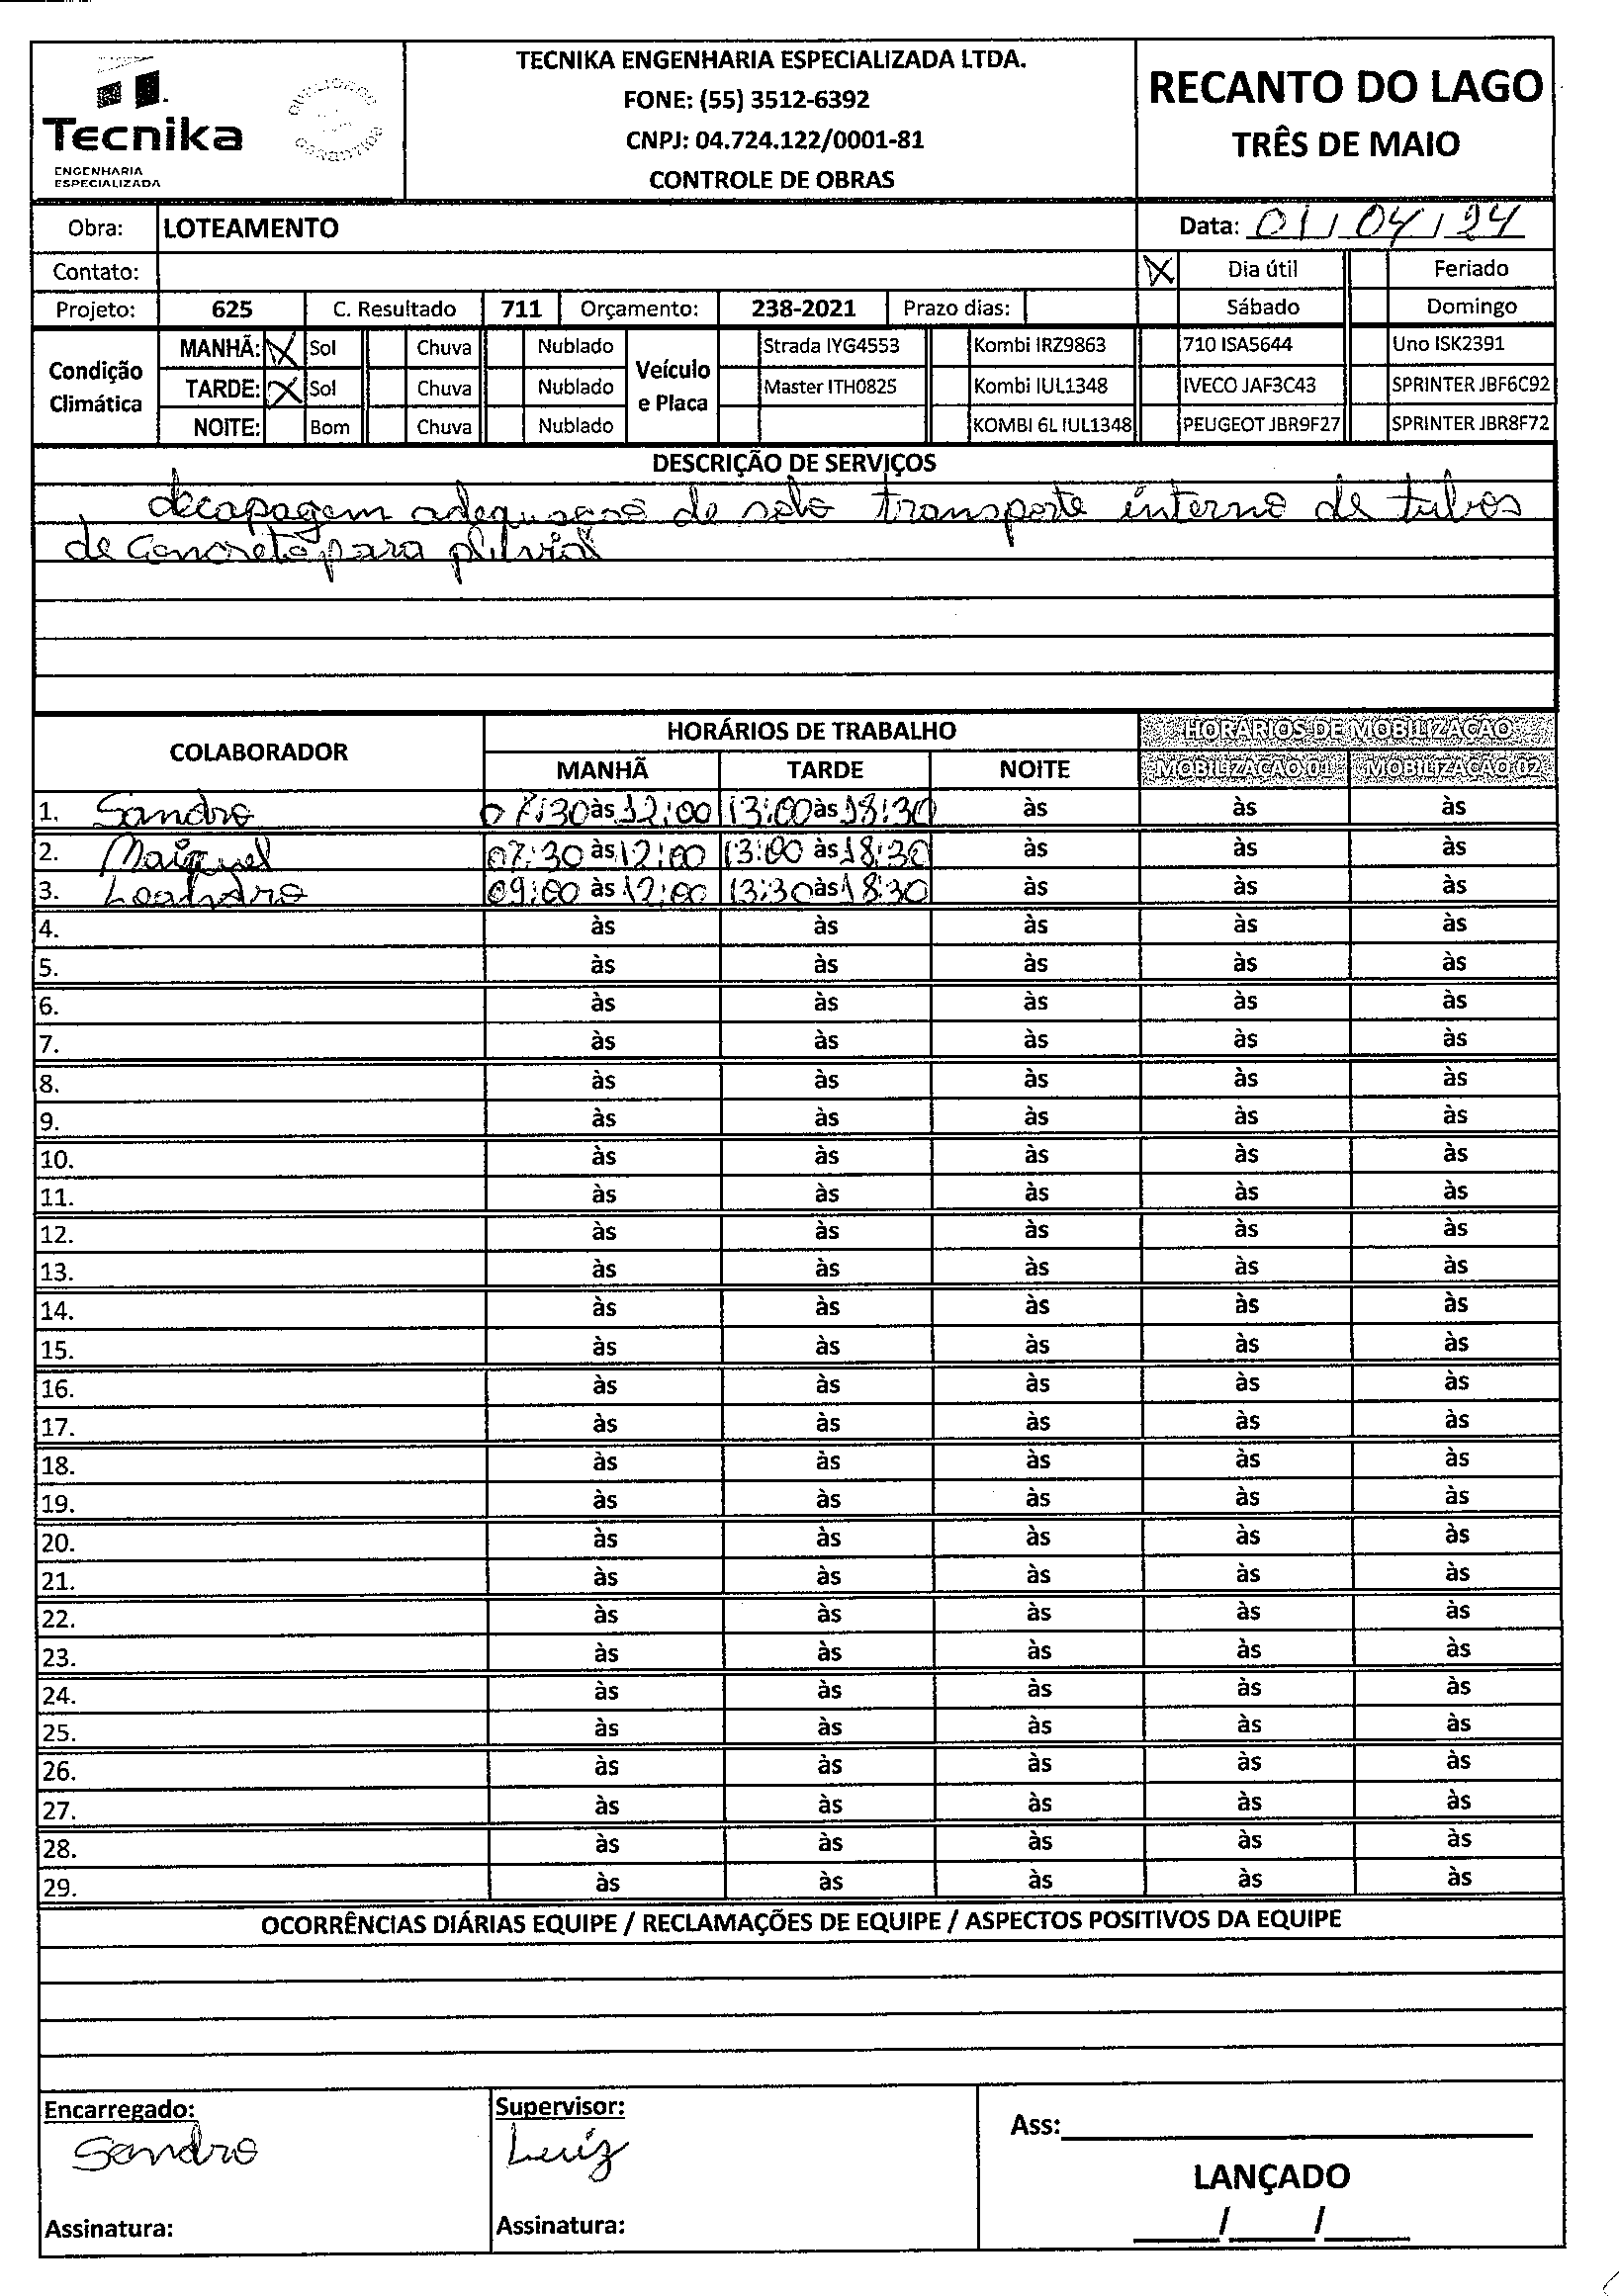 Tecnika
ENGENHARIA
ESPECIALIZADA
TECNIKA ENGENHARIA ESPECIALIZADA LTDA.
FONE: (55) 3512-6392
CNPJ: 04.724.122/0001-81
CONTROLE DE OBRAS
RECANTO DO LAGO
TRÊS DE MAIO
Obra: LOTEAMENTO Data: 01/04/24
Contato: X Dia útil Feriado
Projeto: 625 C. Resultado 711 Orçamento: 238-2021 Prazo dias: Sábado Domingo
Condição Climática
MANHÃ: X Sol Chuva Nublado
TARDE: X Sol Chuva Nublado
NOITE: Bom Chuva Nublado
Veículo e Placa
Strada IYG4553 Kombi IRZ9863 710 ISA5644 Uno ISK2391
Master ITH0825 Kombi IUL1348 IVECO JAF3C43 SPRINTER JBF6C92
KOMBI 6L IUL1348 PEUGEOT JBR9F27 SPRINTER JBR8F72
DESCRIÇÃO DE SERVIÇOS
decapagem adequação de solo transporte interno de tubos
de concreto para pluvial
COLABORADOR HORÁRIOS DE TRABALHO HORÁRIOS DE MOBILIZAÇÃO
MANHÃ TARDE NOITE MOBILIZAÇÃO 01 MOBILIZAÇÃO 02
1. Sandro 07:30 às 12:00 13:00 às 18:30 às às às
2. Maiquel 07:30 às 12:00 13:00 às 18:30 às às às
3. Leandro 09:00 às 12:00 13:30 às 18:30 às às às
4. às às às às às
5. às às às às às
6. às às às às às
7. às às às às às
8. às às às às às
9. às às às às às
10. às às às às às
11. às às às às às
12. às às às às às
13. às às às às às
14. às às às às às
15. às às às às às
16. às às às às às
17. às às às às às
18. às às às às às
19. às às às às às
20. às às às às às
21. às às às às às
22. às às às às às
23. às às às às às
24. às às às às às
25. às às às às às
26. às às às às às
27. às às às às às
28. às às às às às
29. às às às às às
OCORRÊNCIAS DIÁRIAS EQUIPE / RECLAMAÇÕES DE EQUIPE / ASPECTOS POSITIVOS DA EQUIPE
Encarregado:
Sandro
Assinatura:
Supervisor:
Luiz
Assinatura:
Ass:
LANÇADO
/ /